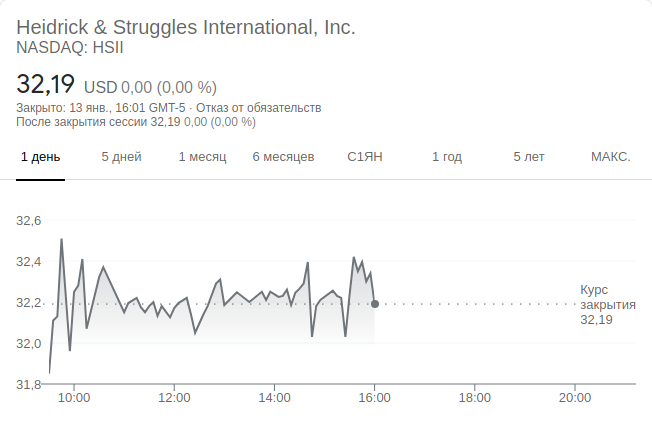 Heidrick & Struggles International, Inc.
NASDAQ: HSII
32,19 USD 0,00 (0,00 %)
Закрыто: 13 янв., 16:01 GMT-5 · Отказ от обязательств
После закрытия сессии 32,19 0,00 (0,00 %)
1 день 5 дней 1 месяц 6 месяцев С1ЯН 1 год 5 лет МАКС.
32,6
32,4
32,2
32,0
31,8
Курс
закрытия
32,19
10:00 12:00 14:00 16:00 18:00 20:00